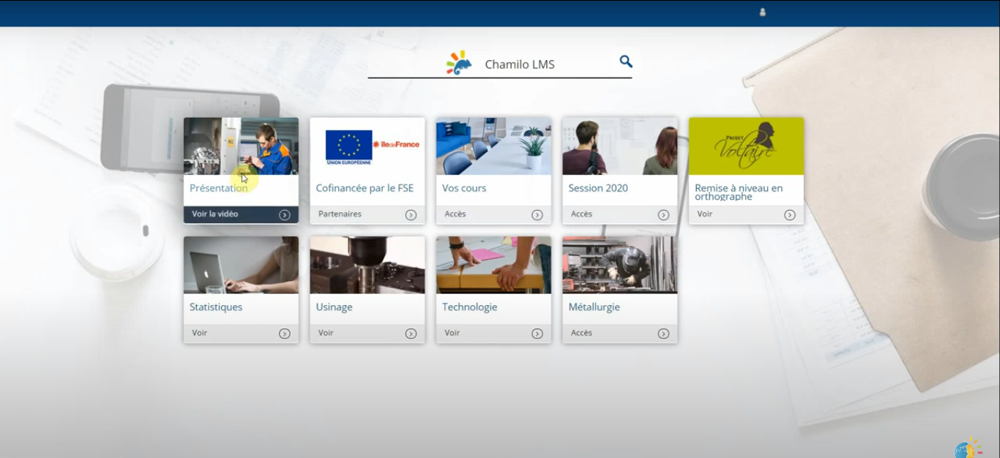 Chamilo LMS
Présentation
Voir la vidéo
UNION EUROPÉENNE
îledeFrance
Cofinancée par le FSE
Partenaires
Vos cours
Accès
Session 2020
Accès
PROJET
Voltaire
Remise à niveau en
orthographe
Voir
Statistiques
Voir
Usinage
Voir
Technologie
Voir
Métallurgie
Accès